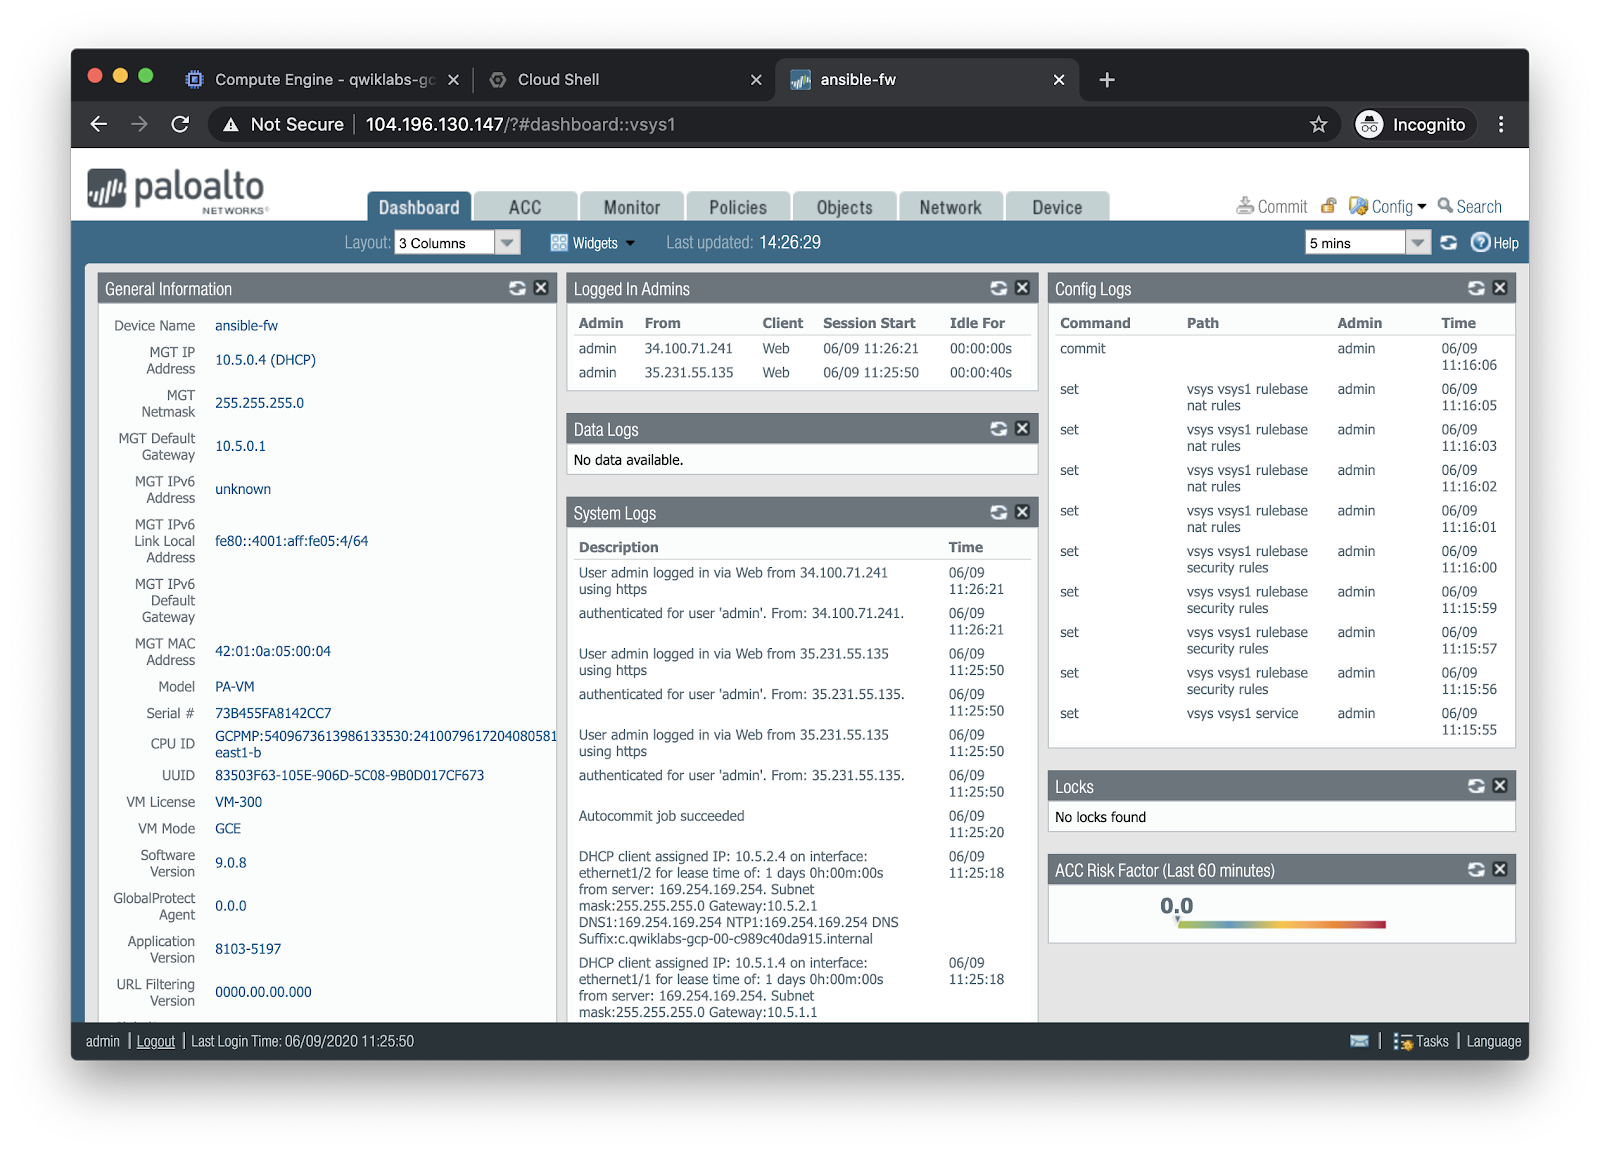 Compute Engine - qwiklabs-gc
Cloud Shell
ansible-fw
Not Secure
104.196.130.147/?#dashboard::vsys1
Incognito
paloalto
NETWORKS®
Dashboard
ACC
Monitor
Policies
Objects
Network
Device
Commit
Config
Search
Layout:
3 Columns
Widgets
Last updated: 14:26:29
5 mins
Help
General Information
Device Name ansible-fw
MGT IP
Address
10.5.0.4 (DHCP)
MGT
Netmask
255.255.255.0
MGT Default
Gateway
10.5.0.1
MGT IPv6
Address
unknown
MGT IPv6
Link Local
Address
fe80::4001:aff:fe05:4/64
MGT IPv6
Default
Gateway
MGT MAC
Address
42:01:0a:05:00:04
Model PA-VM
Serial # 73B455FA8142CC7
CPU ID
GCPMP:5409673613986133530:2410079617204080581
east1-b
UUID 83503F63-105E-906D-5C08-9B0D017CF673
VM License VM-300
VM Mode GCE
Software
Version
9.0.8
GlobalProtect
Agent
0.0.0
Application
Version
8103-5197
URL Filtering
Version
0000.00.00.000
Logged In Admins
Admin From Client Session Start Idle For
admin 34.100.71.241 Web 06/09 11:26:21 00:00:00s
admin 35.231.55.135 Web 06/09 11:25:50 00:00:40s
Data Logs
No data available.
System Logs
Description Time
User admin logged in via Web from 34.100.71.241 06/09
using https 11:26:21
authenticated for user 'admin'. From: 34.100.71.241. 06/09
11:26:21
User admin logged in via Web from 35.231.55.135 06/09
using https 11:25:50
authenticated for user 'admin'. From: 35.231.55.135. 06/09
11:25:50
User admin logged in via Web from 35.231.55.135 06/09
using https 11:25:50
authenticated for user 'admin'. From: 35.231.55.135. 06/09
11:25:50
Autocommit job succeeded 06/09
11:25:20
DHCP client assigned IP: 10.5.2.4 on interface: 06/09
ethernet1/2 for lease time of: 1 days 0h:00m:00s 11:25:18
from server: 169.254.169.254. Subnet
mask:255.255.255.0 Gateway:10.5.2.1
DNS1:169.254.169.254 NTP1:169.254.169.254 DNS
Suffix:c.qwiklabs-gcp-00-c989c40da915.internal
DHCP client assigned IP: 10.5.1.4 on interface: 06/09
ethernet1/1 for lease time of: 1 days 0h:00m:00s 11:25:18
from server: 169.254.169.254. Subnet
mask:255.255.255.0 Gateway:10.5.1.1
Config Logs
Command Path Admin Time
commit admin 06/09
11:16:06
set vsys vsys1 rulebase admin 06/09
nat rules 11:16:05
set vsys vsys1 rulebase admin 06/09
nat rules 11:16:03
set vsys vsys1 rulebase admin 06/09
nat rules 11:16:02
set vsys vsys1 rulebase admin 06/09
nat rules 11:16:01
set vsys vsys1 rulebase admin 06/09
security rules 11:16:00
set vsys vsys1 rulebase admin 06/09
security rules 11:15:59
set vsys vsys1 rulebase admin 06/09
security rules 11:15:57
set vsys vsys1 rulebase admin 06/09
security rules 11:15:56
set vsys vsys1 service admin 06/09
11:15:55
Locks
No locks found
ACC Risk Factor (Last 60 minutes)
0.0
admin | Logout | Last Login Time: 06/09/2020 11:25:50
Tasks | Language